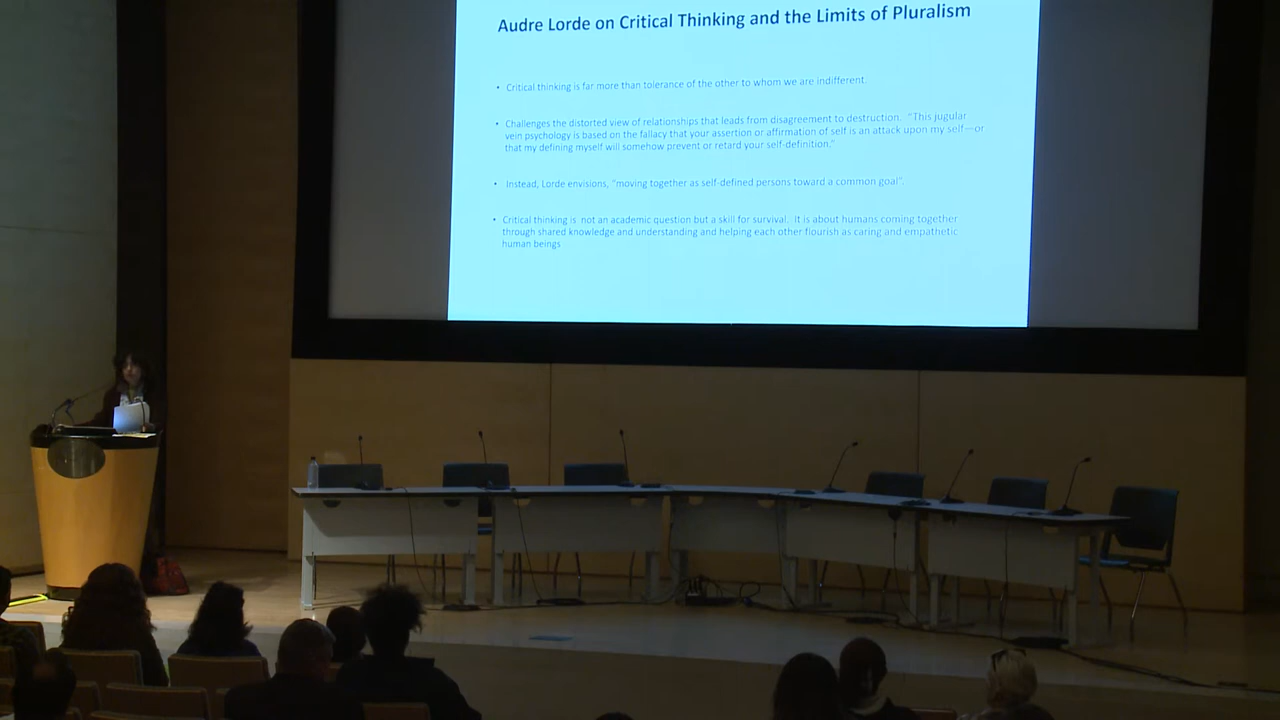 Audre Lorde on Critical Thinking and the Limits of Pluralism
• Critical thinking is far more than tolerance of the other to whom we are indifferent.
• Challenges the distorted view of relationships that leads from disagreement to destruction. “This jugular
vein psychology is based on the fallacy that your assertion or affirmation of self is an attack upon my self—or
that my defining myself will somehow prevent or retard your self-definition.”
• Instead, Lorde envisions, “moving together as self-defined persons toward a common goal”.
• Critical thinking is not an academic question but a skill for survival. It is about humans coming together
through shared knowledge and understanding and helping each other flourish as caring and empathetic
human beings